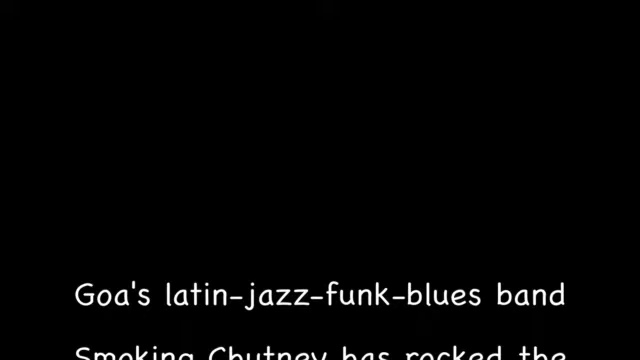 Goa's latin-jazz-funk-blues band
Smoking Chutney has rocked the